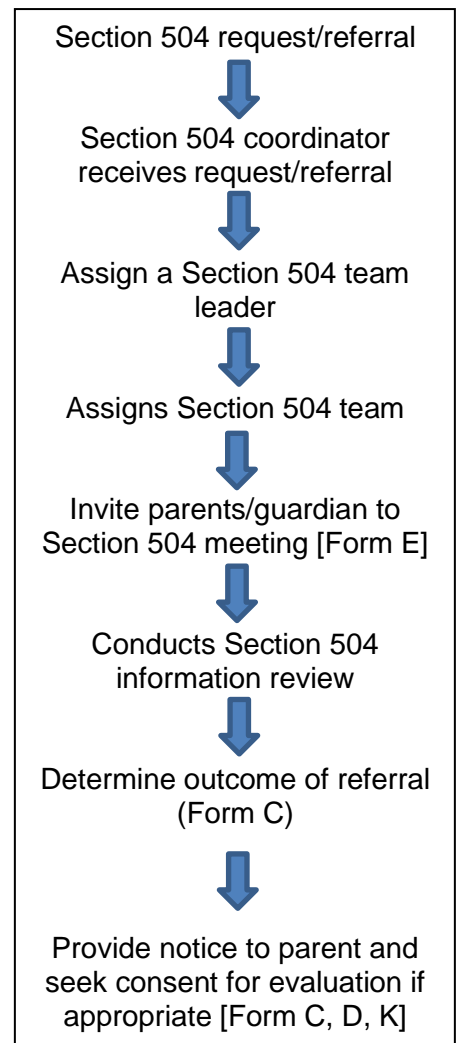 Section 504 request/referral
Section 504 coordinator
receives request/referral
Assign a Section 504 team
leader
Assigns Section 504 team
Invite parents/guardian to
Section 504 meeting [Form E]
Conducts Section 504
information review
Determine outcome of referral
(Form C)
Provide notice to parent and
seek consent for evaluation if
appropriate [Form C, D, K]